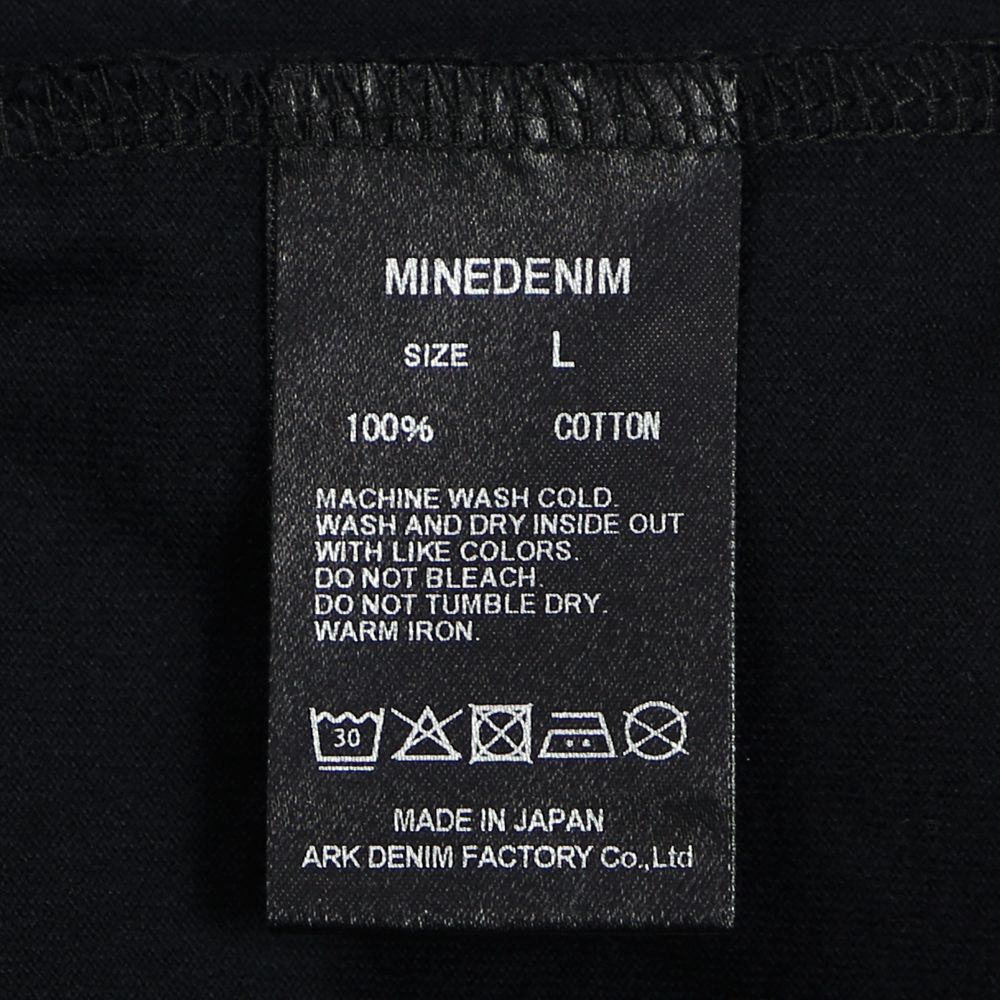 MINEDENIM
SIZE L
100% COTTON
MACHINE WASH COLD.
WASH AND DRY INSIDE OUT
WITH LIKE COLORS.
DO NOT BLEACH.
DO NOT TUMBLE DRY.
WARM IRON.
30
MADE IN JAPAN
ARK DENIM FACTORY Co.,Ltd